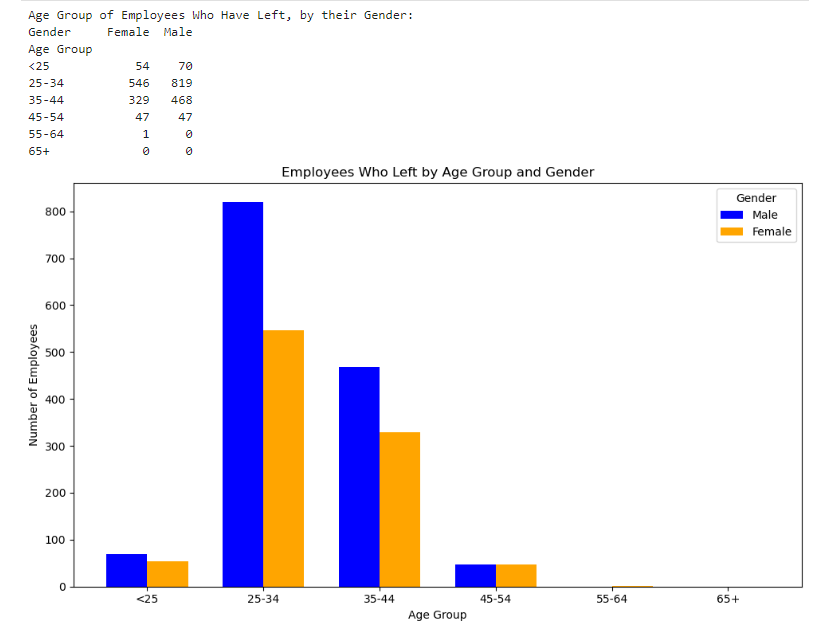 Age Group of Employees Who Have Left, by their Gender:
Gender Female Male
Age Group
<25 54 70
25-34 546 819
35-44 329 468
45-54 47 47
55-64 1 0
65+ 0 0
Employees Who Left by Age Group and Gender
Gender
Male
Female
Number of Employees
800
700
600
500
400
300
200
100
0
<25 25-34 35-44 45-54 55-64 65+
Age Group